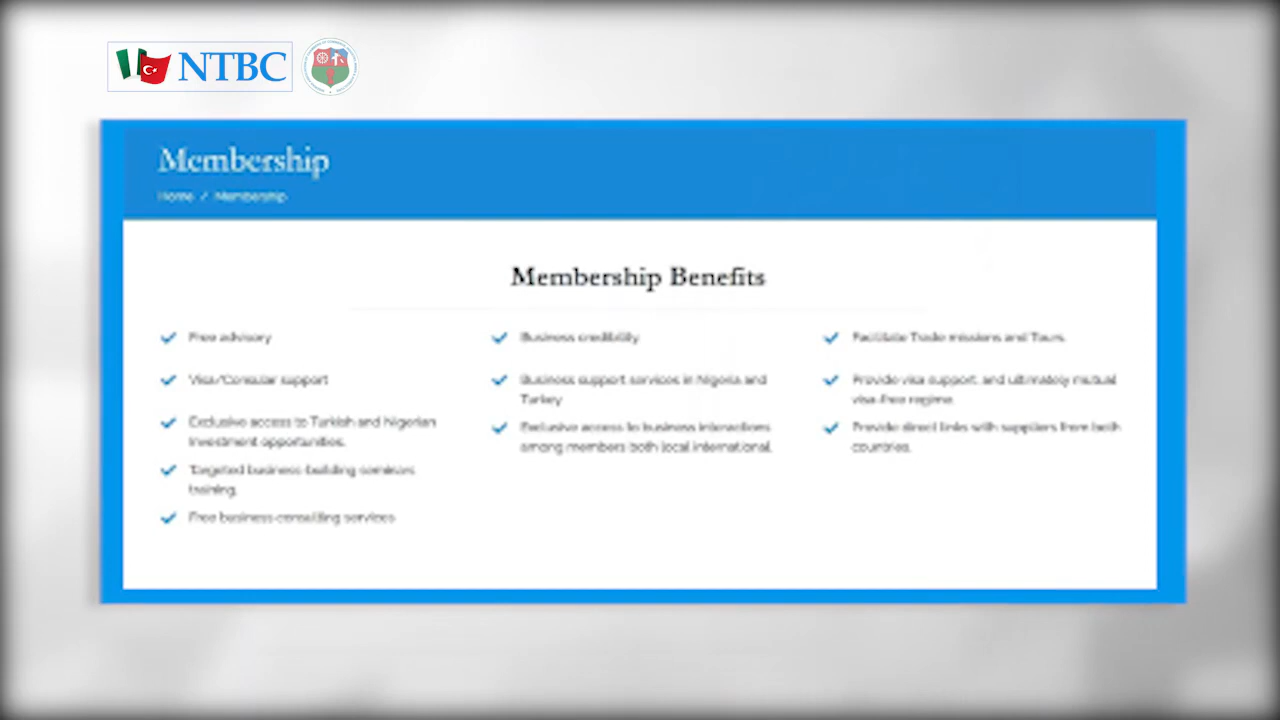 NTBC
Membership
Home / Membership
Membership Benefits
Free advisory
Visa/Consular support
Exclusive access to Turkish and Nigerian
investment opportunities.
Targeted business-building seminars
training.
Free business consulting services
Business credibility
Business support services in Nigeria and
Turkey
Exclusive access to business interactions
among members both local international.
Facilitate Trade missions and Tours.
Provide visa support, and ultimately mutual
visa-free regime.
Provide direct links with suppliers from both
countries.